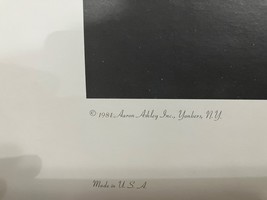 © 1981 Aaron Ashley Inc., Yonkers, N.Y.
Made in U.S.A